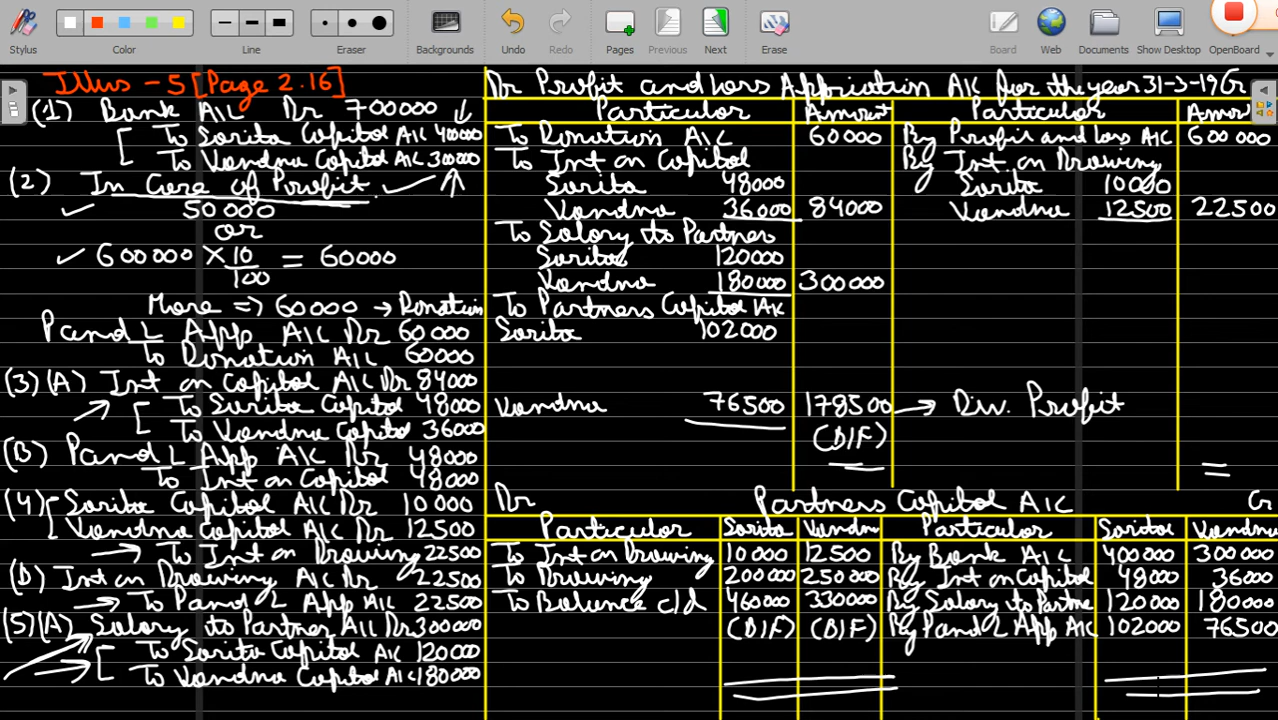 Stylus
Color
Line
Eraser
Backgrounds
Undo
Redo
Pages
Previous
Next
Erase
Board
Web
Documents
Show Desktop
OpenBoard
Illus - 5 [Page 2.16]
(1) Bank A/c Dr 700000
To Sarita Capital A/c 400000
To Vandna Capital A/c 300000
(2) In Case of Profit
50000
or
600000 × 10/100 = 60000
More => 60000 → Donation
P and L App A/c Dr 60000
To Donation A/c 60000
(3) (A) Int on Capital A/c Dr 84000
To Sarita Capital 48000
To Vandna Capital 36000
(B) P and L App A/c Dr 48000
To Int on Capital 48000
(4) Sarita Capital A/c Dr 10000
Vandna Capital A/c Dr 12500
To Int on Drawing 22500
(D) Int on Drawing A/c Dr 22500
To P and L App A/c 22500
(5) (A) Salary to Partner A/c Dr 300000
To Sarita Capital A/c 120000
To Vandna Capital A/c 180000
Dr Profit and Loss Appriation A/c for the year 31-3-19 Cr
Particular Amount Particular Amount
To Donation A/c 60000 By Profit and loss A/c 600000
To Int on Capital By Int on Drawing
Sarita 48000 Sarita 10000
Vandna 36000 84000 Vandna 12500 22500
To Salary to Partner
Sarita 120000
Vandna 180000 300000
To Partners Capital A/c
Sarita 102000
Vandna 76500 178500 → Div. Profit
(B/F)
Dr Partners Capital A/c Cr
Particular Sarita Vandna Particular Sarita Vandna
To Int on Drawing 10000 12500 By Bank A/c 400000 300000
To Drawing 200000 250000 By Int on Capital 48000 36000
To Balance c/d 460000 330000 By Salary to Partne 120000 180000
(B/F) (B/F) By P and L App A/c 102000 76500